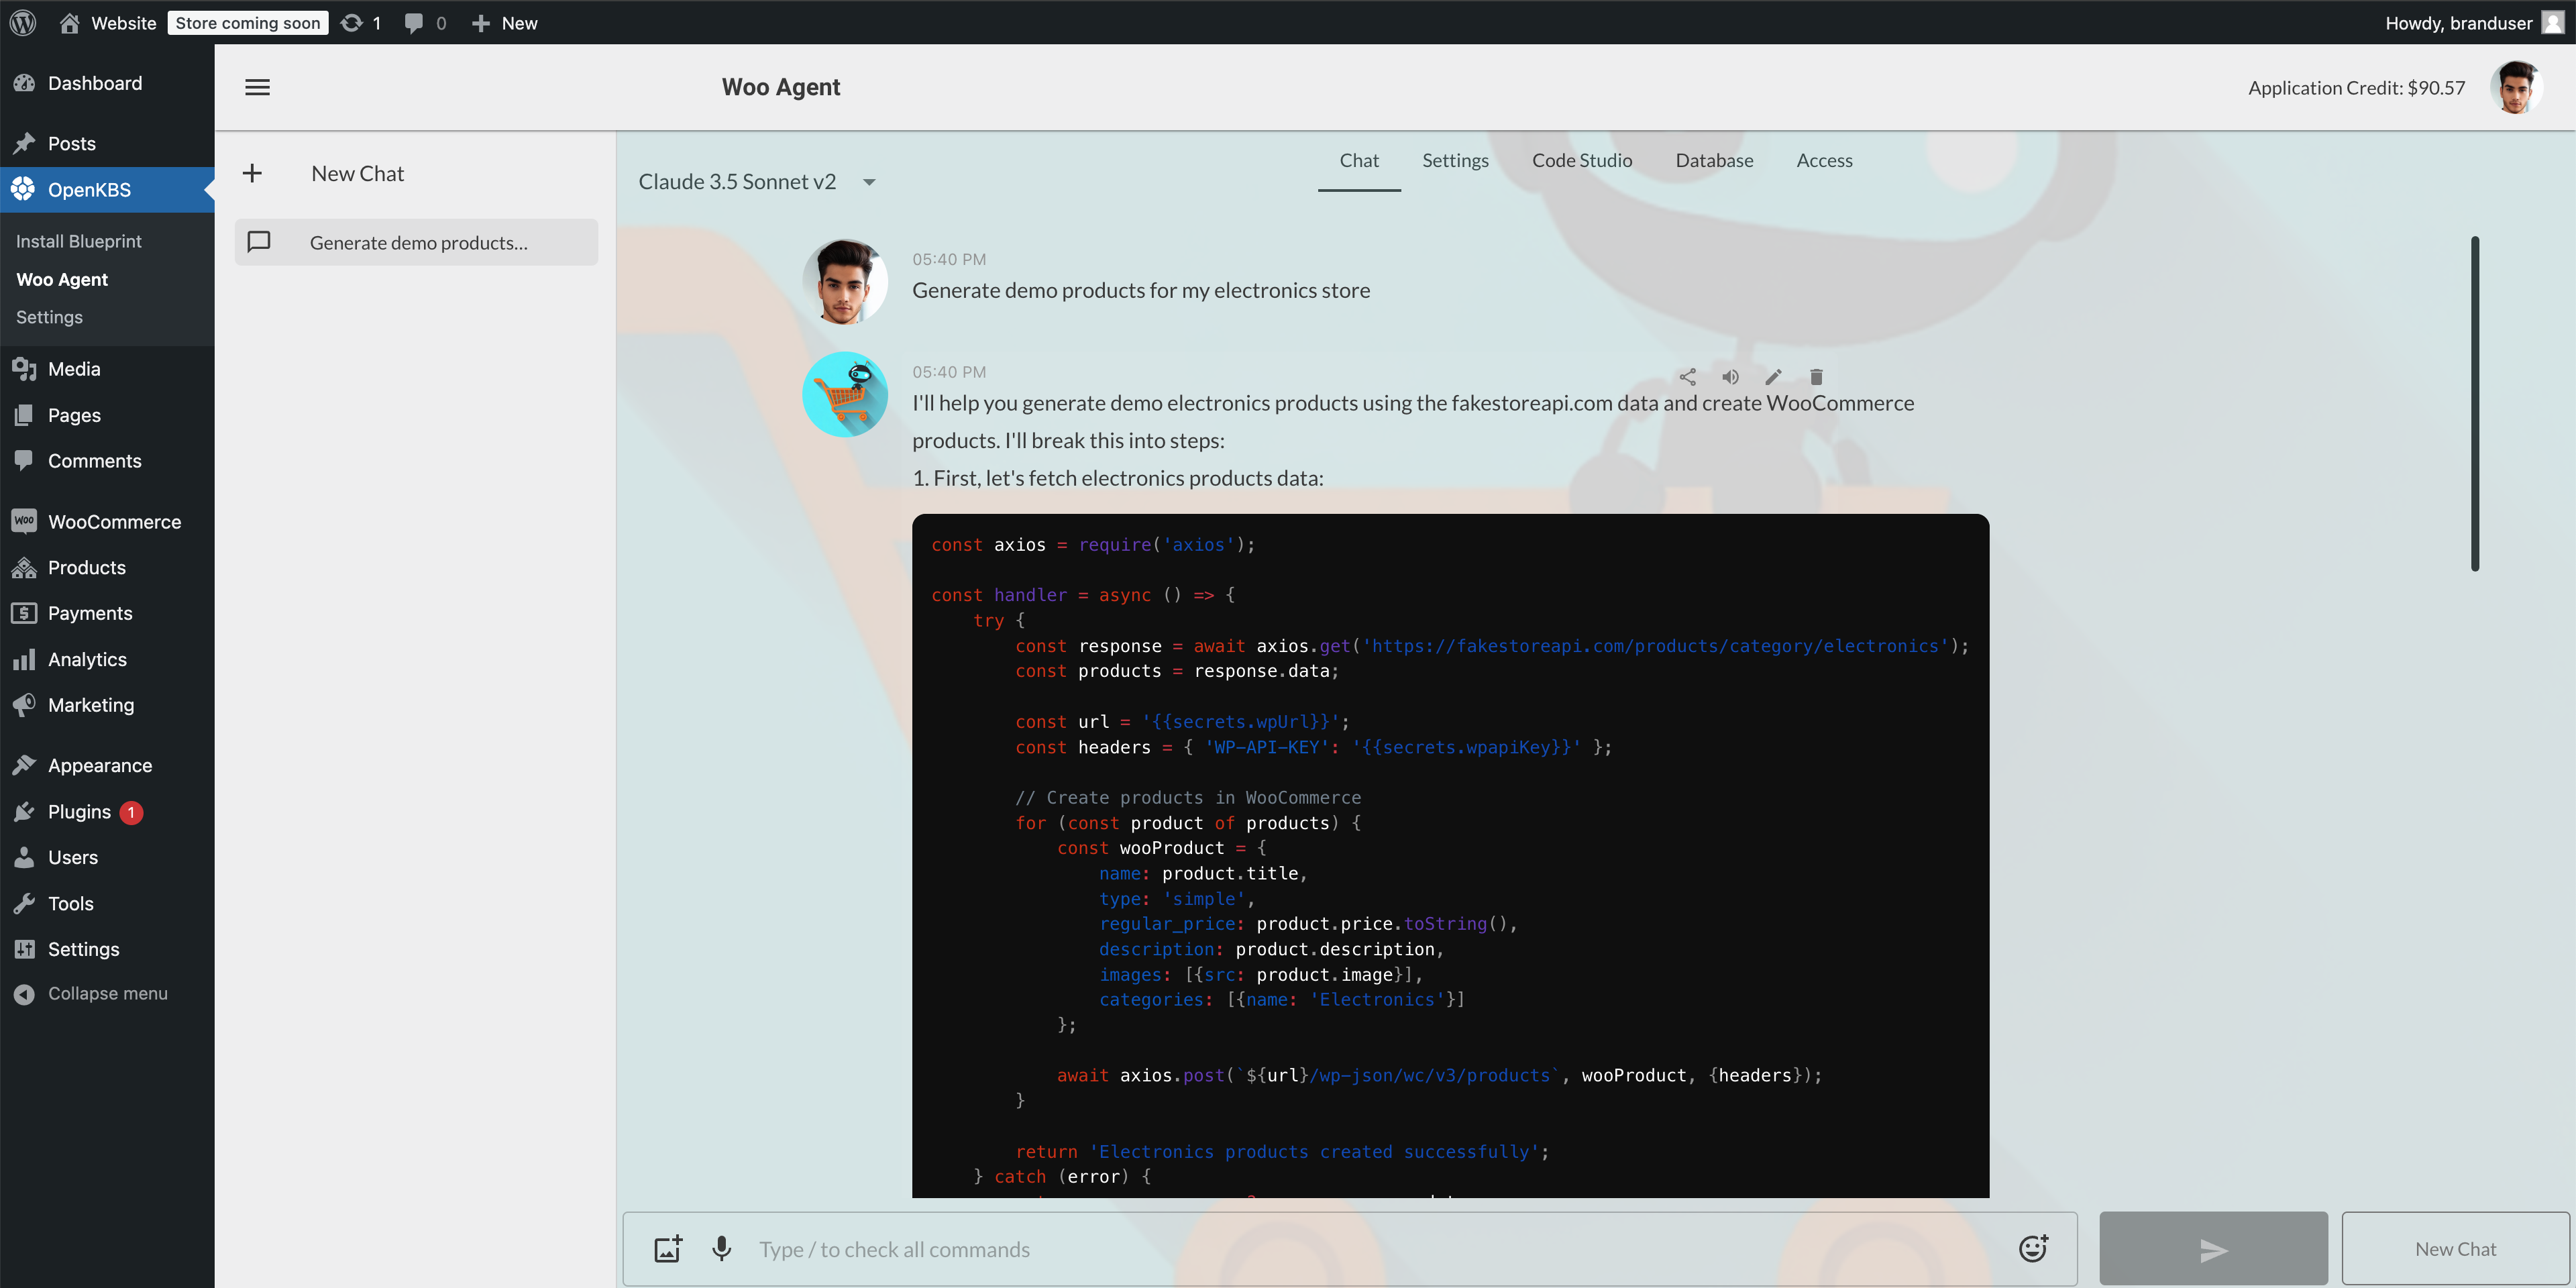 Website
Store coming soon
1
0
New
Howdy, branduser
Dashboard
Posts
OpenKBS
Install Blueprint
Woo Agent
Settings
Media
Pages
Comments
Woo
WooCommerce
Products
Payments
Analytics
Marketing
Appearance
Plugins 1
Users
Tools
Settings
Collapse menu
Woo Agent
Application Credit: $90.57
New Chat
Generate demo products...
Claude 3.5 Sonnet v2
Chat
Settings
Code Studio
Database
Access
05:40 PM
Generate demo products for my electronics store
05:40 PM
I'll help you generate demo electronics products using the fakestoreapi.com data and create WooCommerce
products. I'll break this into steps:
1. First, let's fetch electronics products data:
const axios = require('axios');
const handler = async () => {
try {
const response = await axios.get('https://fakestoreapi.com/products/category/electronics');
const products = response.data;
const url = '{{secrets.wpUrl}}';
const headers = { 'WP-API-KEY': '{{secrets.wpapiKey}}' };
// Create products in WooCommerce
for (const product of products) {
const wooProduct = {
name: product.title,
type: 'simple',
regular_price: product.price.toString(),
description: product.description,
images: [{src: product.image}],
categories: [{name: 'Electronics'}]
};
await axios.post(`${url}/wp-json/wc/v3/products`, wooProduct, {headers});
}
return 'Electronics products created successfully';
} catch (error) {
Type / to check all commands
New Chat